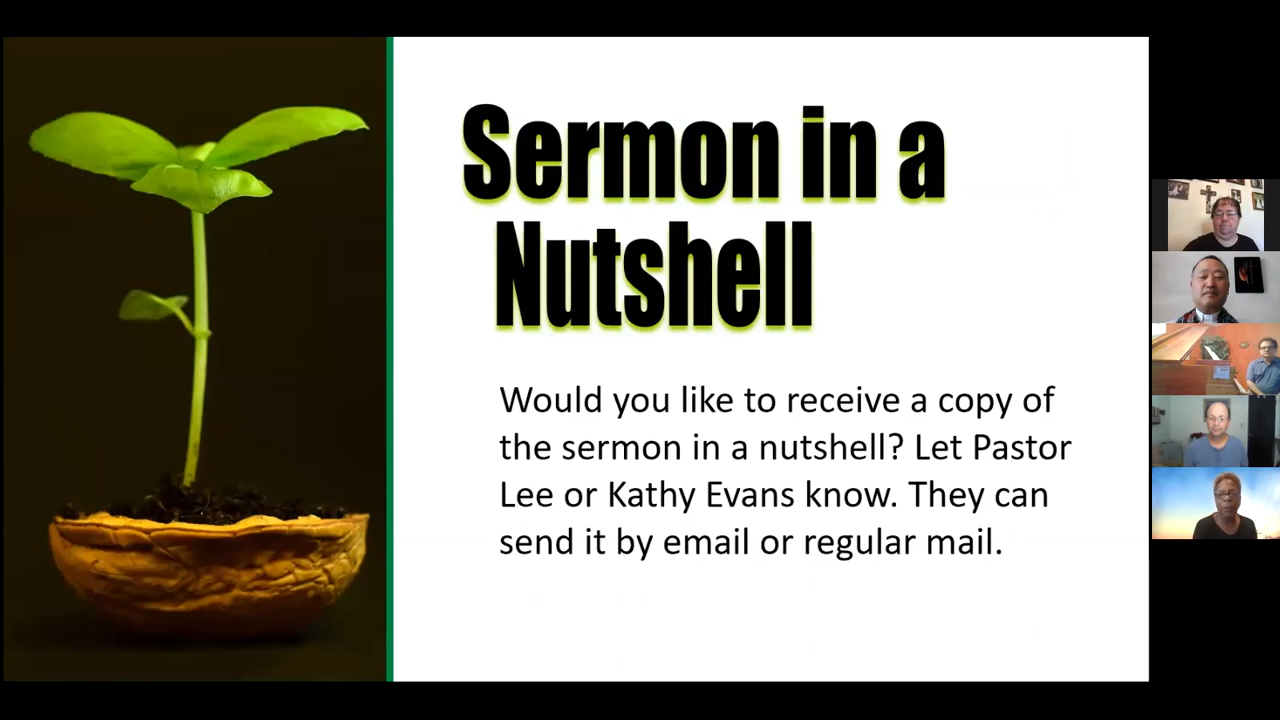 Sermon in a
Nutshell
Would you like to receive a copy of
the sermon in a nutshell? Let Pastor
Lee or Kathy Evans know. They can
send it by email or regular mail.